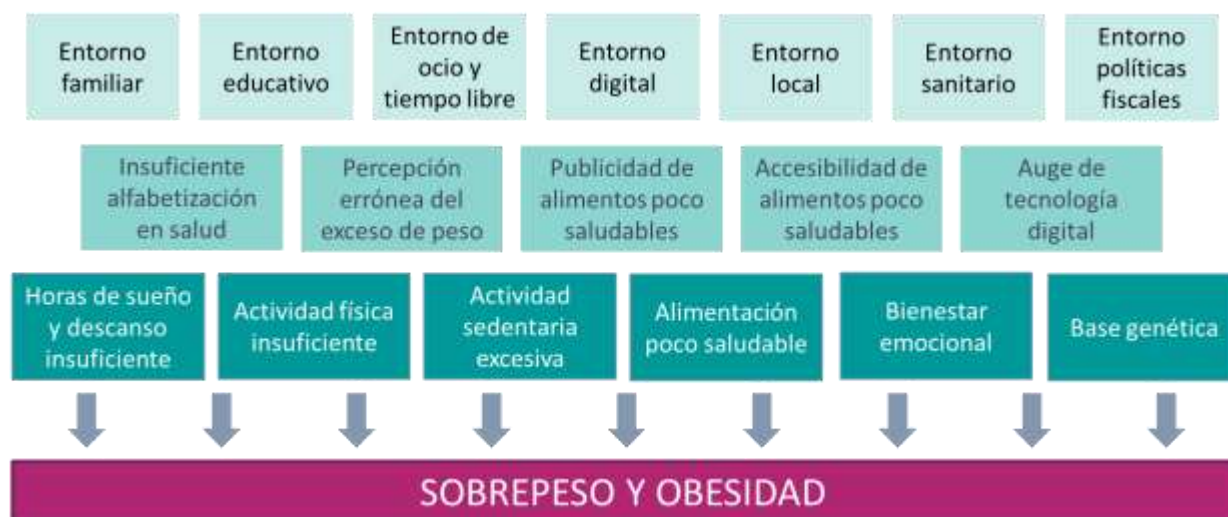 Entorno
familiar
Entorno
educativo
Entorno de
ocio y
tiempo libre
Entorno
digital
Entorno
local
Entorno
sanitario
Entorno
políticas
fiscales
Insuficiente
alfabetización
en salud
Percepción
errónea del
exceso de peso
Publicidad de
alimentos poco
saludables
Accesibilidad de
alimentos poco
saludables
Auge de
tecnología
digital
Horas de sueño
y descanso
insuficiente
Actividad física
insuficiente
Actividad
sedentaria
excesiva
Alimentación
poco saludable
Bienestar
emocional
Base genética
SOBREPESO Y OBESIDAD